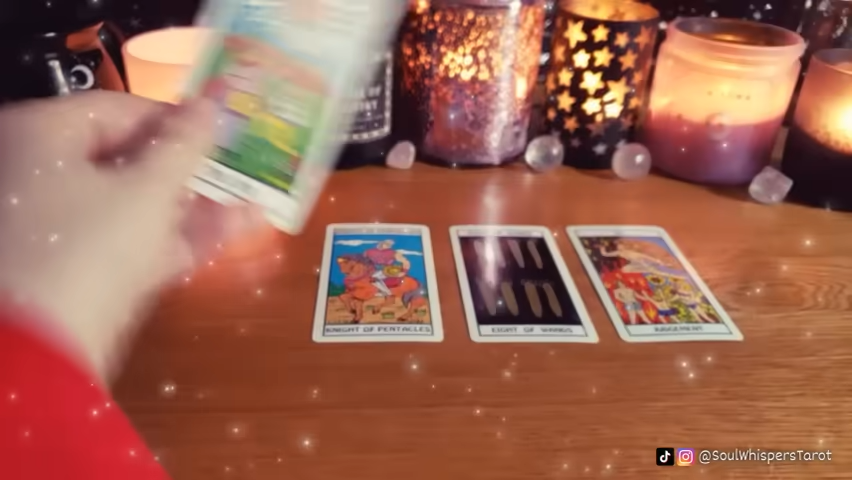 KNIGHT OF PENTACLES
EIGHT OF WANDS
JUDGEMENT
@SoulWhispersTarot